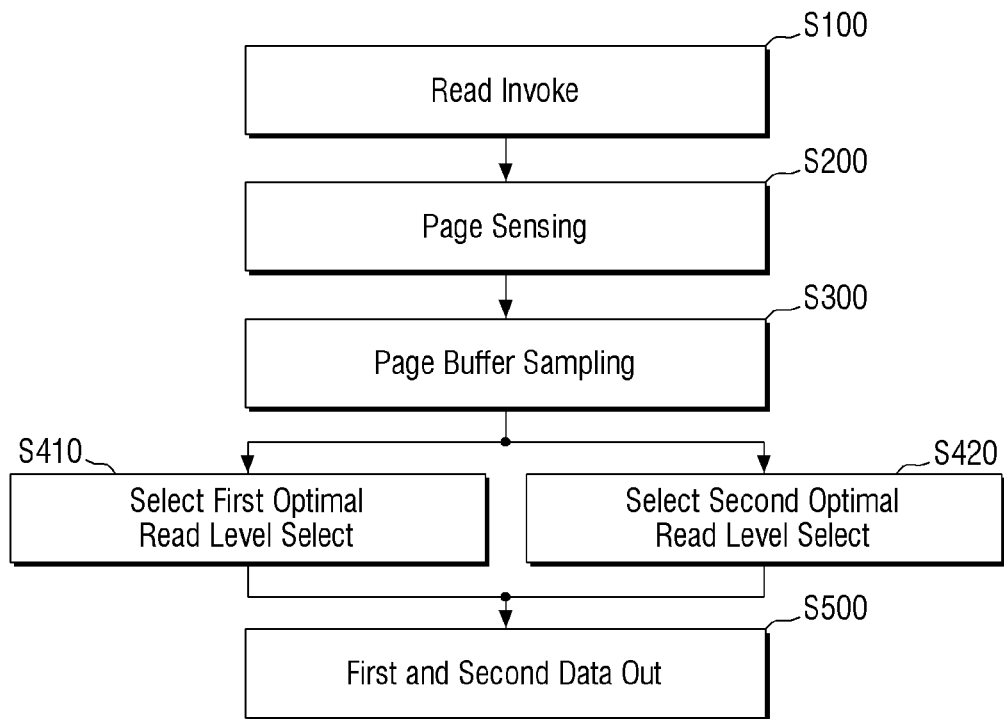 S100
Read Invoke
S200
Page Sensing
S300
Page Buffer Sampling
S410
Select First Optimal
Read Level Select
S420
Select Second Optimal
Read Level Select
S500
First and Second Data Out